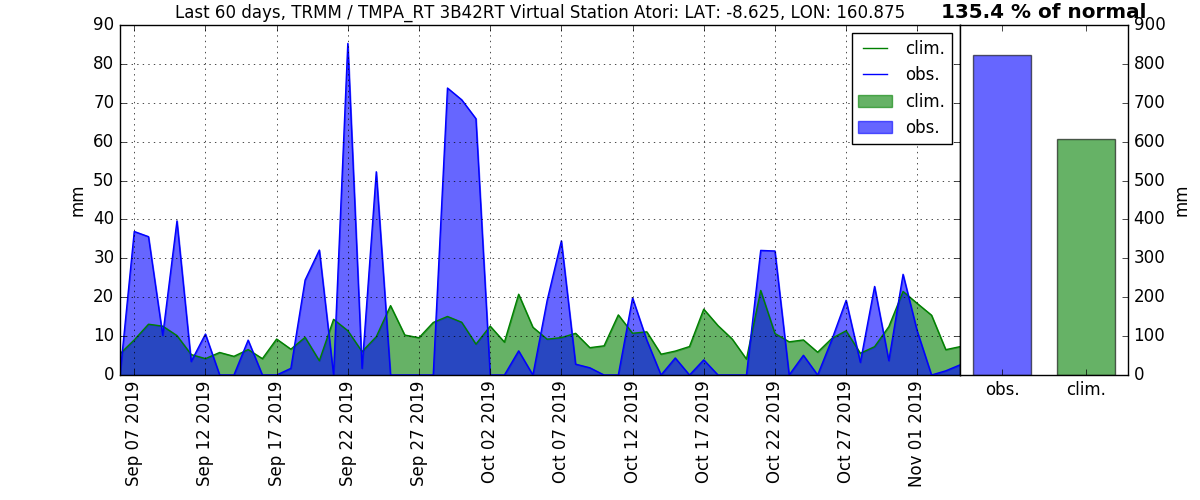 Last 60 days, TRMM / TMPA_RT 3B42RT Virtual Station Atori: LAT: -8.625, LON: 160.875
135.4 % of normal
90
80
70
60
50
40
30
20
10
0
mm
clim.
obs.
clim.
obs.
Sep 07 2019
Sep 12 2019
Sep 17 2019
Sep 22 2019
Sep 27 2019
Oct 02 2019
Oct 07 2019
Oct 12 2019
Oct 17 2019
Oct 22 2019
Oct 27 2019
Nov 01 2019
900
800
700
600
500
400
300
200
100
0
mm
obs.
clim.